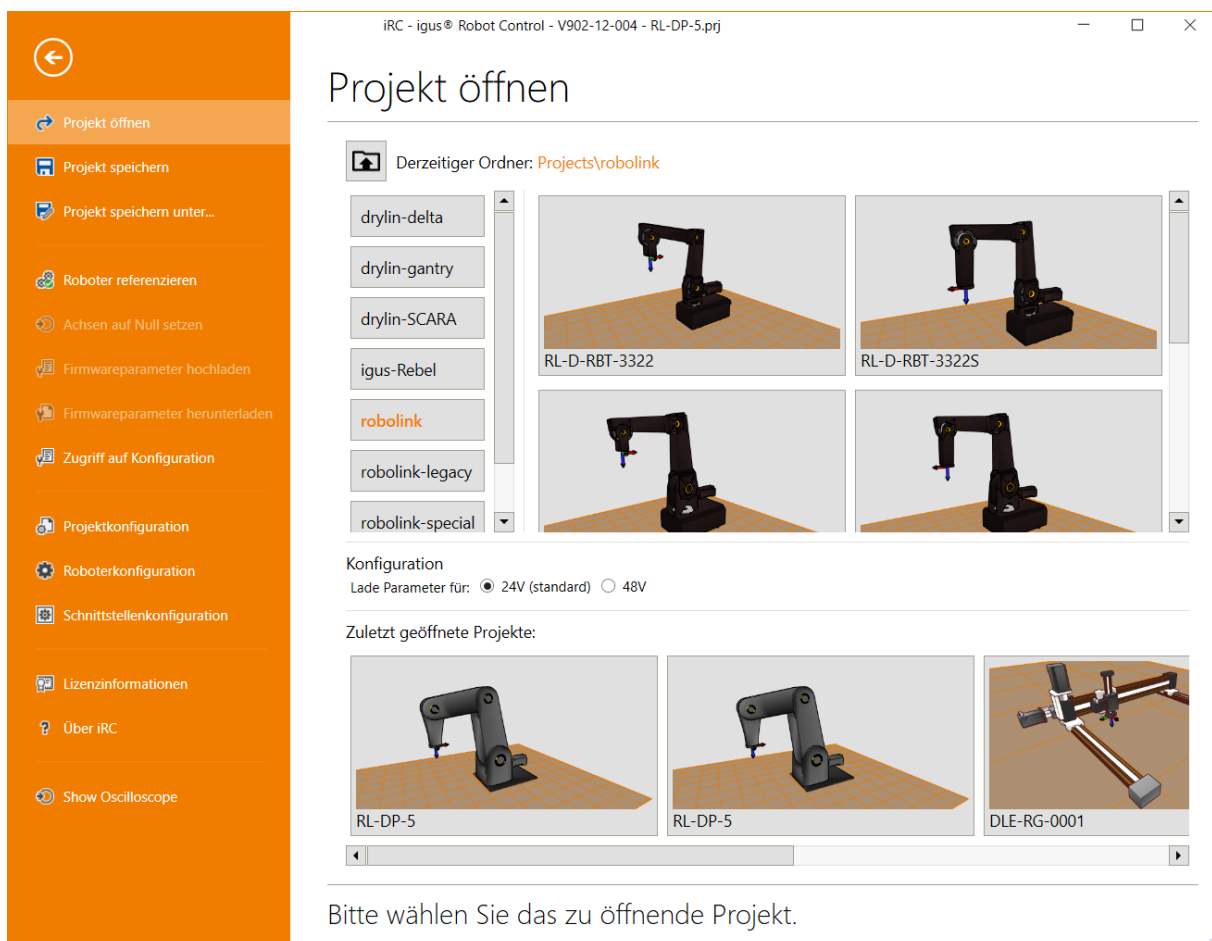 iRC - igus® Robot Control - V902-12-004 - RL-DP-5.prj
Projekt öffnen
Projekt speichern
Projekt speichern unter...
Roboter referenzieren
Achsen auf Null setzen
Firmwareparameter hochladen
Firmwareparameter herunterladen
Zugriff auf Konfiguration
Projektkonfiguration
Roboterkonfiguration
Schnittstellenkonfiguration
Lizenzinformationen
? Über iRC
Show Oscilloscope
Projekt öffnen
Derzeitiger Ordner: Projects\robolink
drylin-delta
drylin-gantry
drylin-SCARA
igus-Rebel
robolink
robolink-legacy
robolink-special
RL-D-RBT-3322
RL-D-RBT-3322S
Konfiguration
Lade Parameter für: 24V (standard) 48V
Zuletzt geöffnete Projekte:
RL-DP-5
RL-DP-5
DLE-RG-0001
Bitte wählen Sie das zu öffnende Projekt.